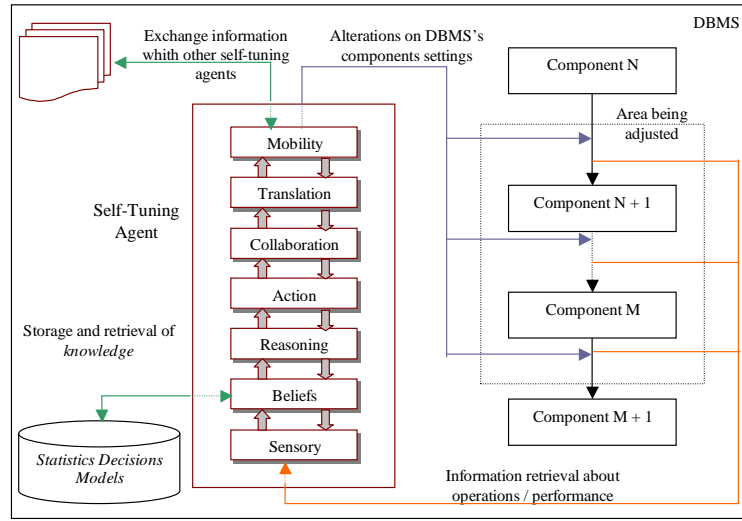 DBMS
Exchange information
whith other self-tuning
agents
Alterations on DBMS's
components settings
Component N
Area being
adjusted
Mobility
Translation
Component N + 1
Self-Tuning
Agent
Collaboration
Action
Component M
Storage and retrieval of
knowledge
Reasoning
Beliefs
Component M + 1
Sensory
Statistics Decisions
Models
Information retrieval about
operations / performance